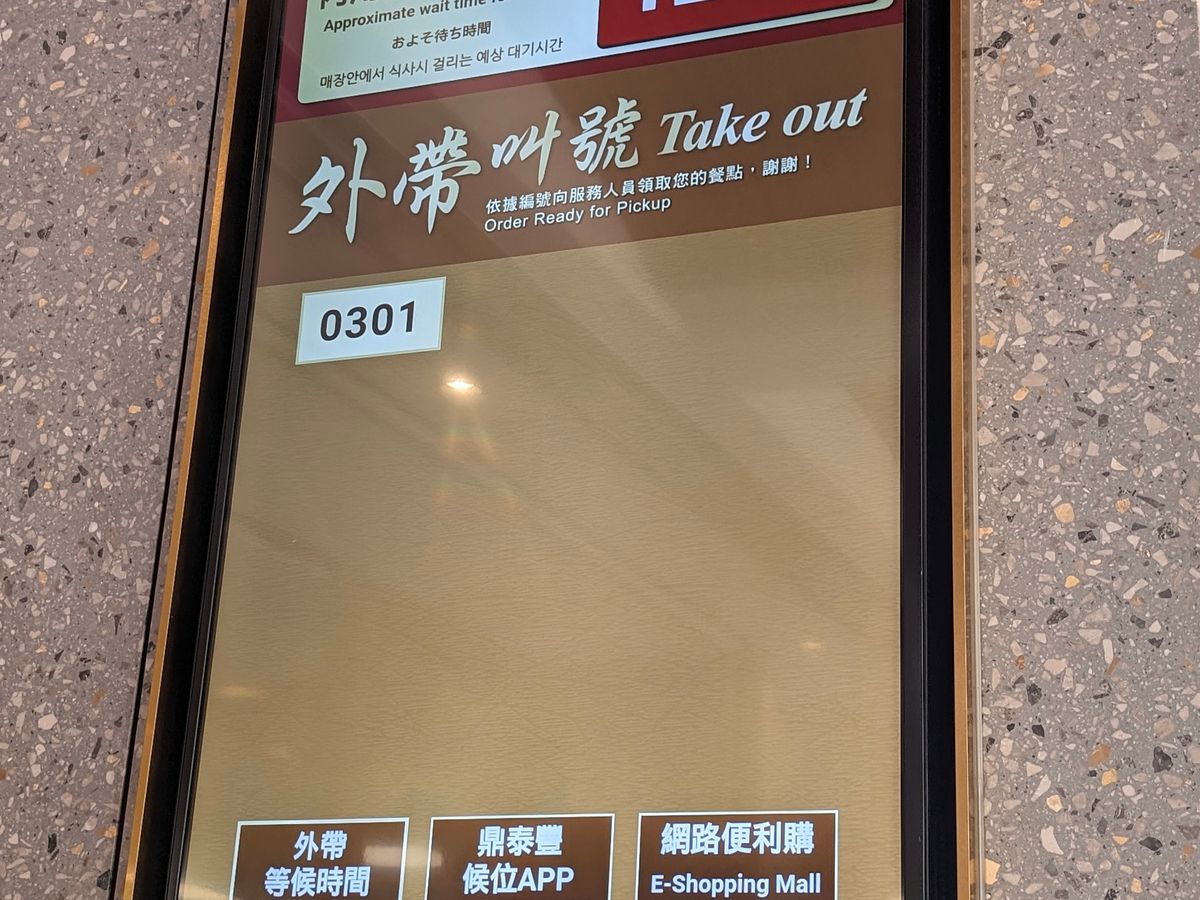 Approximate wait time
およそ待ち時間
매장안에서 식사시 걸리는 예상 대기시간
外帶叫號 Take out
依據編號向服務人員領取您的餐點，謝謝！
Order Ready for Pickup
0301
外帶
等候時間
鼎泰豐
候位APP
網路便利購
E-Shopping Mall